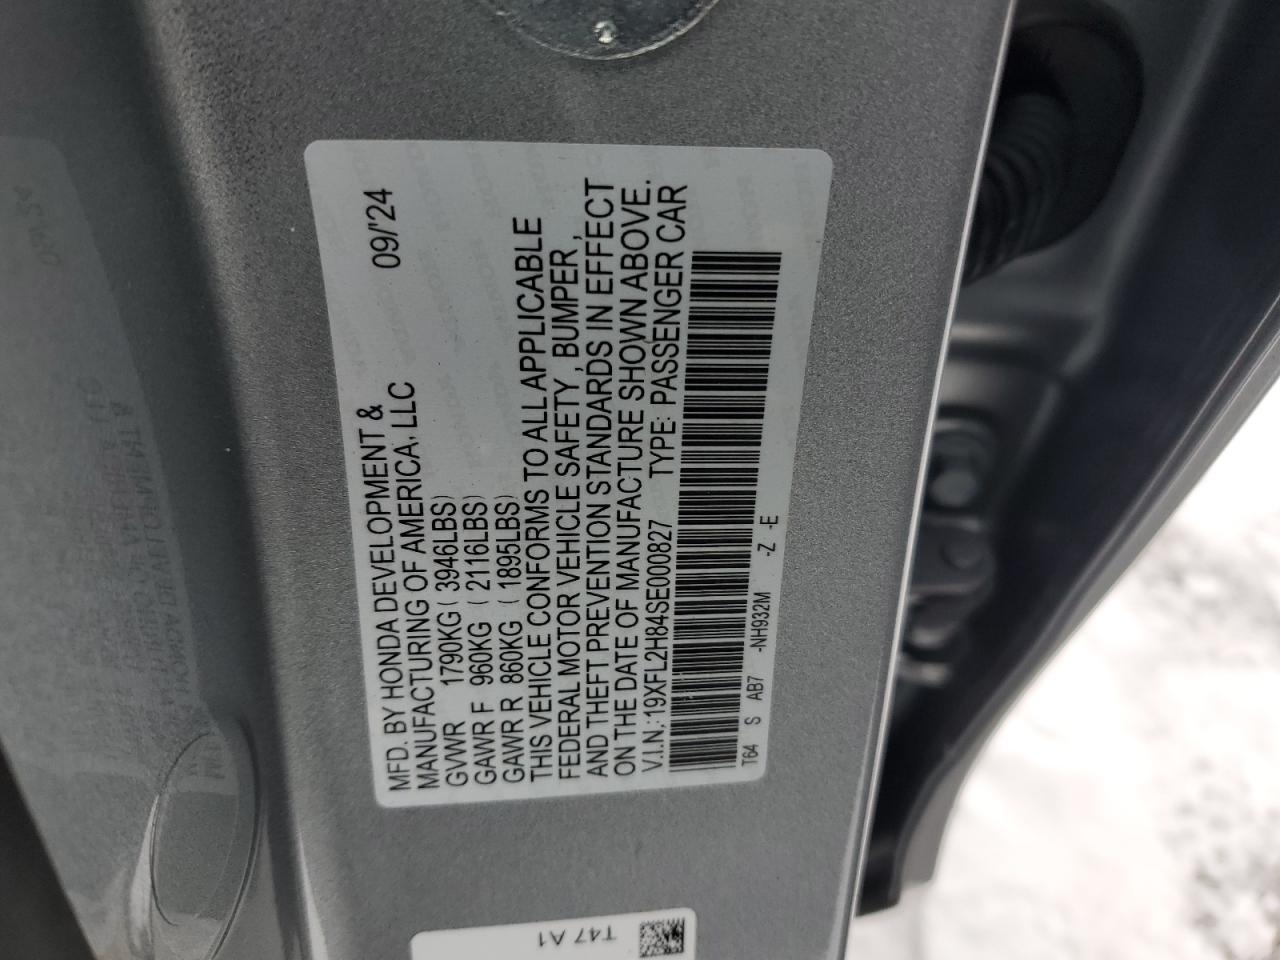 MFD. BY HONDA DEVELOPMENT &
MANUFACTURING OF AMERICA, LLC 09/'24
GVWR 1790KG ( 3946LBS)
GAWR F 960KG ( 2116LBS)
GAWR R 860KG ( 1895LBS)
THIS VEHICLE CONFORMS TO ALL APPLICABLE
FEDERAL MOTOR VEHICLE SAFETY, BUMPER,
AND THEFT PREVENTION STANDARDS IN EFFECT
ON THE DATE OF MANUFACTURE SHOWN ABOVE.
V.I.N.:19XFL2H84SE000827 TYPE: PASSENGER CAR
T64 S AB7 -NH932M -Z -E
T47 A1